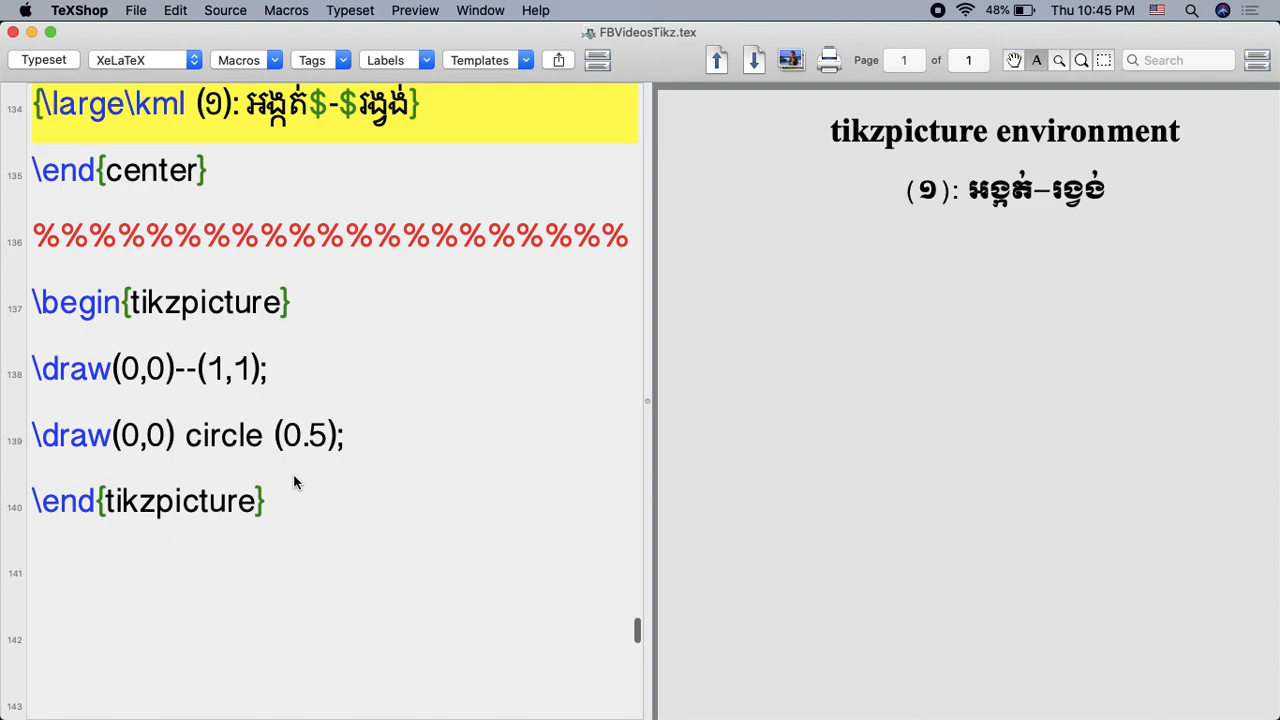 TeXShop File Edit Source Macros Typeset Preview Window Help 48% Thu 10:45 PM
FBVideosTikz.tex
Typeset XeLaTeX Macros Tags Labels Templates Page 1 of 1 Search
134 {\large\kml (១): អង្កត់$-$រង្វង់}
135 \end{center}
136 %%%%%%%%%%%%%%%%%%%%%
137 \begin{tikzpicture}
138 \draw(0,0)--(1,1);
139 \draw(0,0) circle (0.5);
140 \end{tikzpicture}
141
142
143
tikzpicture environment
(១): អង្កត់−រង្វង់